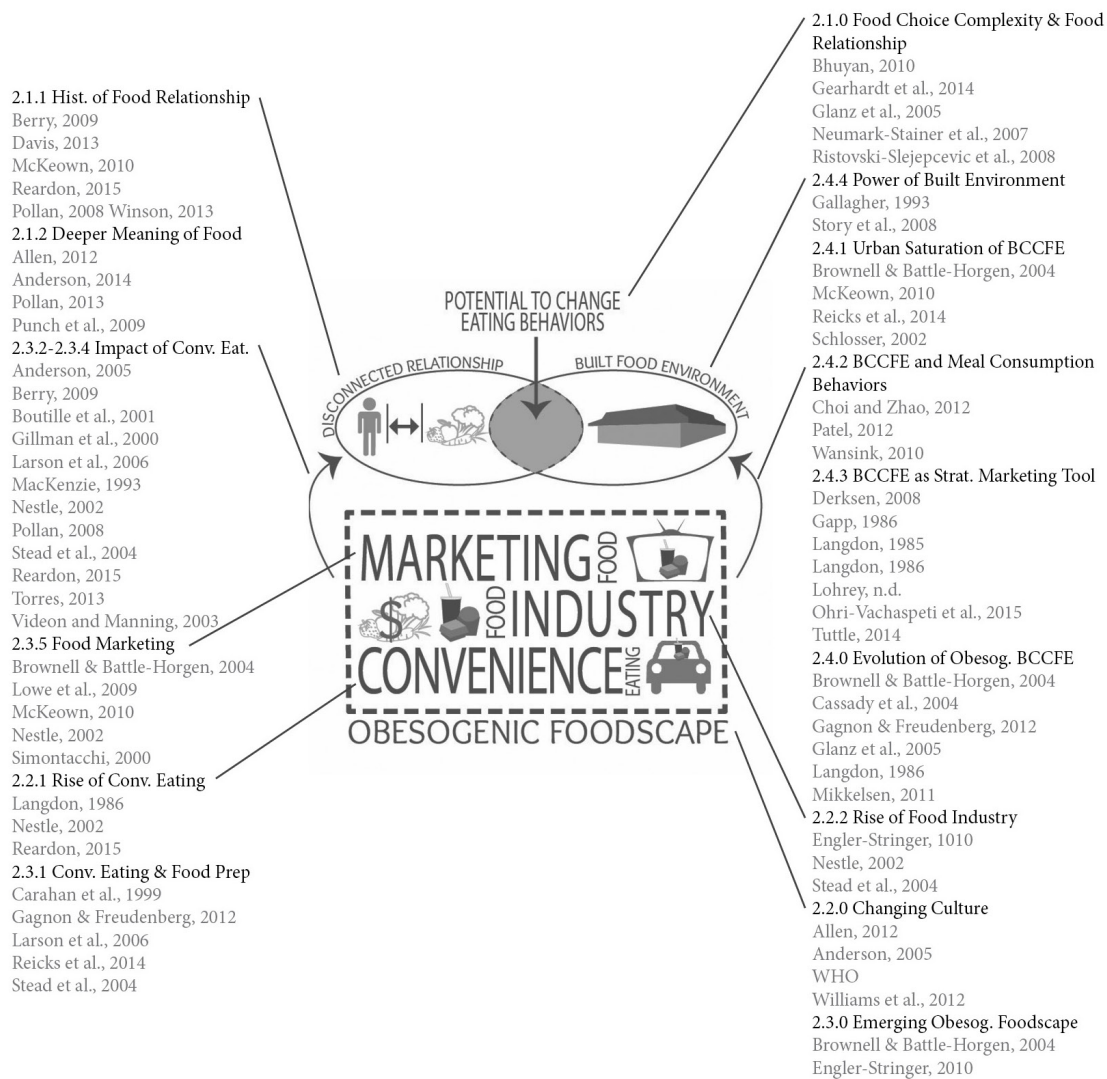 2.1.1 Hist. of Food Relationship
Berry, 2009
Davis, 2013
McKeown, 2010
Reardon, 2015
Pollan, 2008 Winson, 2013
2.1.2 Deeper Meaning of Food
Allen, 2012
Anderson, 2014
Pollan, 2013
Punch et al., 2009
2.3.2-2.3.4 Impact of Conv. Eat.
Anderson, 2005
Berry, 2009
Boutille et al., 2001
Gillman et al., 2000
Larson et al., 2006
MacKenzie, 1993
Nestle, 2002
Pollan, 2008
Stead et al., 2004
Reardon, 2015
Torres, 2013
Videon and Manning, 2003
2.3.5 Food Marketing
Brownell & Battle-Horgen, 2004
Lowe et al., 2009
McKeown, 2010
Nestle, 2002
Simontacchi, 2000
2.2.1 Rise of Conv. Eating
Langdon, 1986
Nestle, 2002
Reardon, 2015
2.3.1 Conv. Eating & Food Prep
Carahan et al., 1999
Gagnon & Freudenberg, 2012
Larson et al., 2006
Reicks et al., 2014
Stead et al., 2004
POTENTIAL TO CHANGE
EATING BEHAVIORS
DISCONNECTED RELATIONSHIP
BUILT FOOD ENVIRONMENT
MARKETING
FOOD
$
FOOD
INDUSTRY
CONVENIENCE
EATING
OBESOGENIC FOODSCAPE
2.1.0 Food Choice Complexity & Food
Relationship
Bhuyan, 2010
Gearhardt et al., 2014
Glanz et al., 2005
Neumark-Stainer et al., 2007
Ristovski-Slejepcevic et al., 2008
2.4.4 Power of Built Environment
Gallagher, 1993
Story et al., 2008
2.4.1 Urban Saturation of BCCFE
Brownell & Battle-Horgen, 2004
McKeown, 2010
Reicks et al., 2014
Schlosser, 2002
2.4.2 BCCFE and Meal Consumption
Behaviors
Choi and Zhao, 2012
Patel, 2012
Wansink, 2010
2.4.3 BCCFE as Strat. Marketing Tool
Derksen, 2008
Gapp, 1986
Langdon, 1985
Langdon, 1986
Lohrey, n.d.
Ohri-Vachaspeti et al., 2015
Tuttle, 2014
2.4.0 Evolution of Obesog. BCCFE
Brownell & Battle-Horgen, 2004
Cassady et al., 2004
Gagnon & Freudenberg, 2012
Glanz et al., 2005
Langdon, 1986
Mikkelsen, 2011
2.2.2 Rise of Food Industry
Engler-Stringer, 1010
Nestle, 2002
Stead et al., 2004
2.2.0 Changing Culture
Allen, 2012
Anderson, 2005
WHO
Williams et al., 2012
2.3.0 Emerging Obesog. Foodscape
Brownell & Battle-Horgen, 2004
Engler-Stringer, 2010